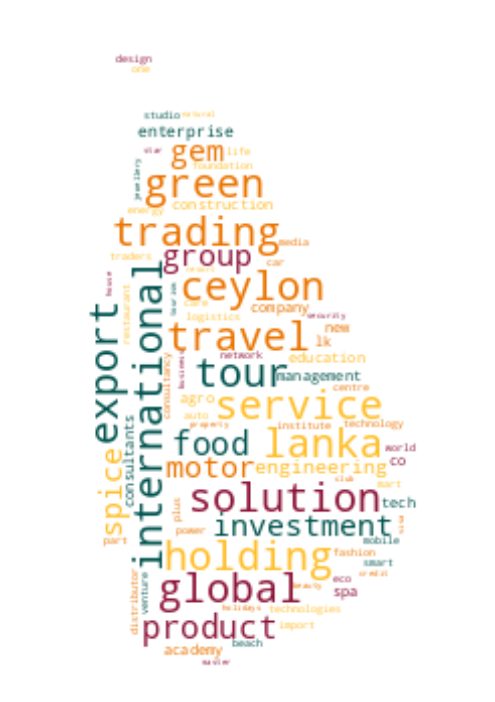 design
one
studio
natural
enterprise
star
gem
life
foundation
jewellery
green
energy
construction
trading
media
traders
group
car
resort
house
ceylon
tourism
care
company
restaurant
international
logistics
security
export
travel
new
lk
network
education
business
consultancy
tour
management
centre
agro
service
auto
property
institute
technology
consultants
food
lanka
world
co
spice
motor
engineering
club
mart
solution
tech
plus
investment
power
part
mobile
holding
fashion
smart
credit
distributor
venture
global
eco
beauty
spa
holidays
technologies
product
import
beach
academy
master